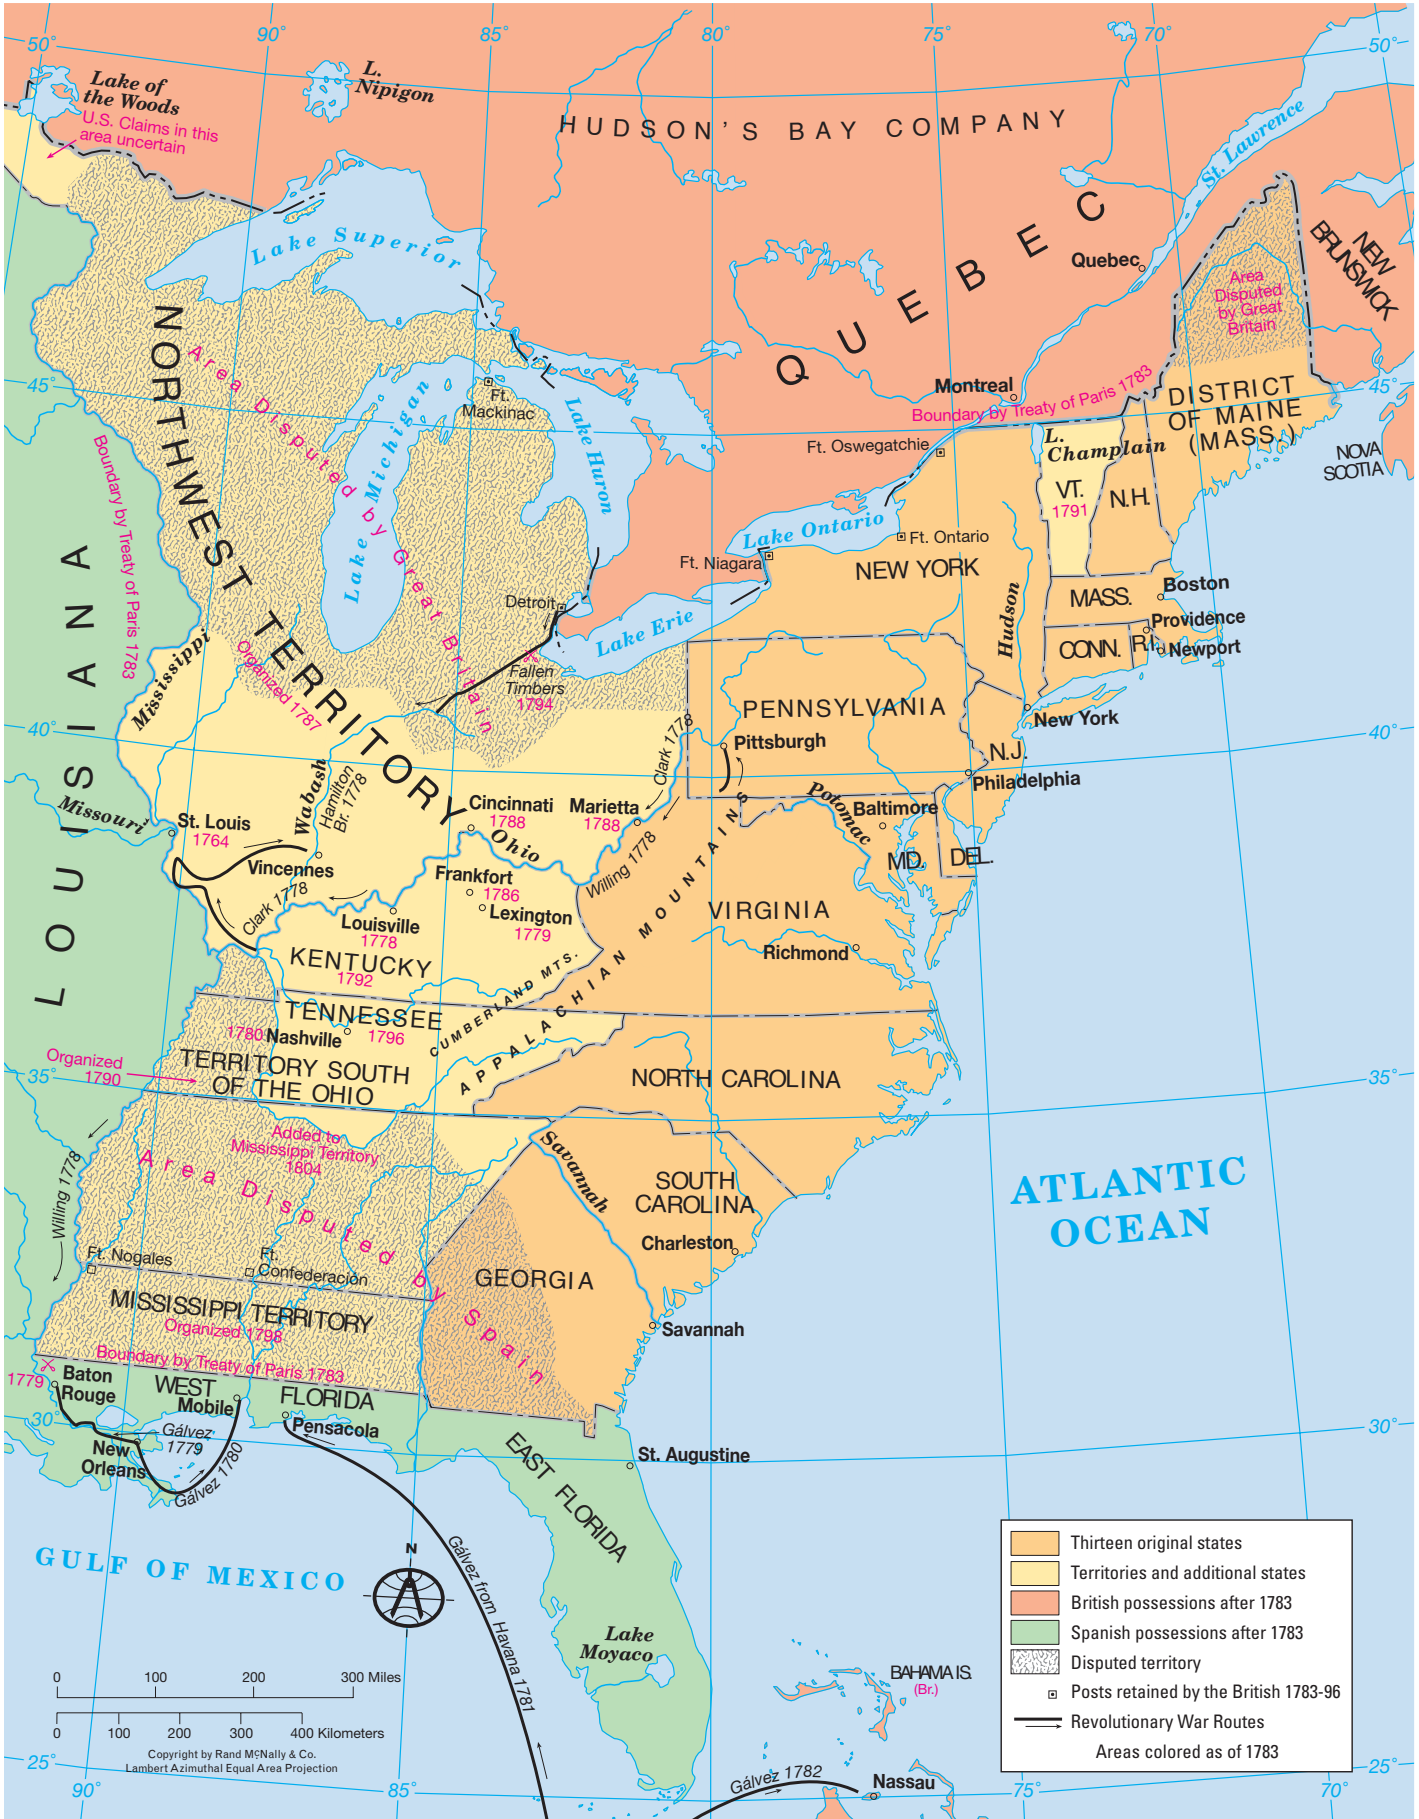 90°
85°
80°
75°
70°
50°
50°
Lake of
the Woods
U.S. Claims in this
area uncertain
L.
Nipigon
HUDSON'S BAY COMPANY
St. Lawrence
QUEBEC
Quebec
NEW
BRUNSWICK
Area
Disputed
by Great
Britain
Lake Superior
NORTHWEST TERRITORY
Area Disputed by Great Britain
45°
45°
Ft.
Mackinac
Lake Michigan
Lake Huron
Montreal
Boundary by Treaty of Paris 1783
DISTRICT
OF MAINE
(MASS.)
L.
Champlain
Ft. Oswegatchie
NOVA
SCOTIA
VT.
1791
N.H.
Boundary by Treaty of Paris 1783
LOUISIANA
Lake Ontario
Ft. Ontario
Ft. Niagara
NEW YORK
Hudson
MASS.
Boston
Providence
CONN.
R.I.
Newport
Detroit
Lake Erie
Fallen
Timbers
1794
Mississippi
Organized 1787
40°
40°
PENNSYLVANIA
New York
Pittsburgh
N.J.
Philadelphia
Clark 1778
Wabash
Hamilton
Br. 1778
Missouri
St. Louis
1764
Cincinnati
1788
Marietta
1788
Ohio
Potomac
Baltimore
MD.
DEL.
Vincennes
Clark 1778
Frankfort
1786
Lexington
1779
Willing 1778
Louisville
1778
VIRGINIA
Richmond
KENTUCKY
1792
CUMBERLAND MTS.
APPALACHIAN MOUNTAINS
TENNESSEE
1796
1780
Nashville
TERRITORY SOUTH
OF THE OHIO
Organized
1790
35°
35°
NORTH CAROLINA
Added to
Mississippi Territory
1804
Area Disputed by Spain
Willing 1778
Savannah
SOUTH
CAROLINA
Charleston
ATLANTIC
OCEAN
Ft. Nogales
Ft.
Confederación
GEORGIA
MISSISSIPPI TERRITORY
Organized 1798
Savannah
Boundary by Treaty of Paris 1783
1779
Baton
Rouge
WEST FLORIDA
Mobile
Pensacola
30°
30°
Gálvez
1779
New
Orleans
Gálvez 1780
St. Augustine
EAST FLORIDA
GULF OF MEXICO
N
Gálvez from Havana 1781
Lake
Moyaco
BAHAMA IS.
(Br.)
Gálvez 1782
Nassau
Thirteen original states
Territories and additional states
British possessions after 1783
Spanish possessions after 1783
Disputed territory
Posts retained by the British 1783-96
Revolutionary War Routes
Areas colored as of 1783
0 100 200 300 Miles
0 100 200 300 400 Kilometers
Copyright by Rand McNally & Co.
Lambert Azimuthal Equal Area Projection
25°
25°
90°
85°
75°
70°